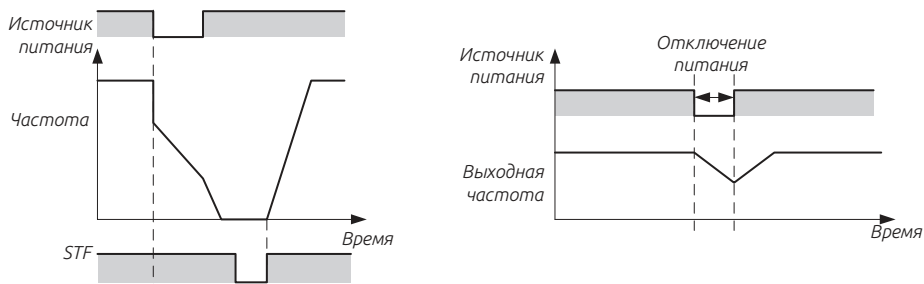 Источник
питания
Частота
Время
STF
Источник
питания
Отключение
питания
Выходная
частота
Время